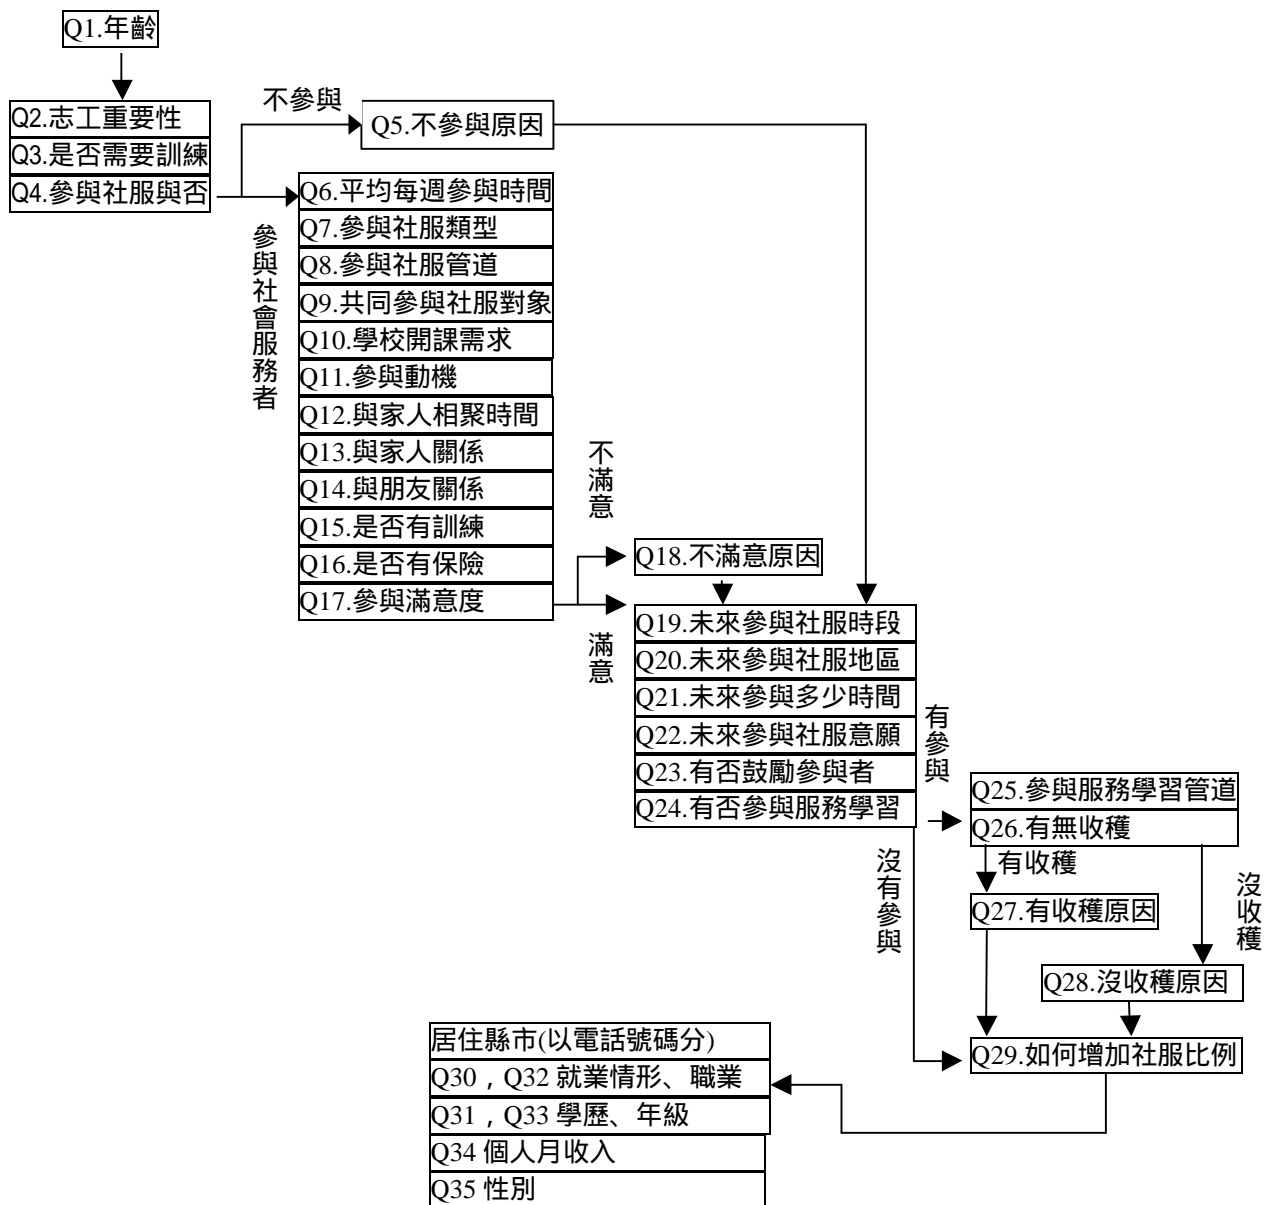 Q1.年齡
Q2.志工重要性
Q3.是否需要訓練
Q4.參與社服與否
不參與
Q5.不參與原因
參與社會服務者
Q6.平均每週參與時間
Q7.參與社服類型
Q8.參與社服管道
Q9.共同參與社服對象
Q10.學校開課需求
Q11.參與動機
Q12.與家人相聚時間
Q13.與家人關係
Q14.與朋友關係
Q15.是否有訓練
Q16.是否有保險
Q17.參與滿意度
不滿意
Q18.不滿意原因
滿意
Q19.未來參與社服時段
Q20.未來參與社服地區
Q21.未來參與多少時間
Q22.未來參與社服意願
Q23.有否鼓勵參與者
Q24.有否參與服務學習
有參與
沒有參與
Q25.參與服務學習管道
Q26.有無收穫
有收穫
Q27.有收穫原因
沒收穫
Q28.沒收穫原因
Q29.如何增加社服比例
居住縣市(以電話號碼分)
Q30，Q32 就業情形、職業
Q31，Q33 學歷、年級
Q34 個人月收入
Q35 性別